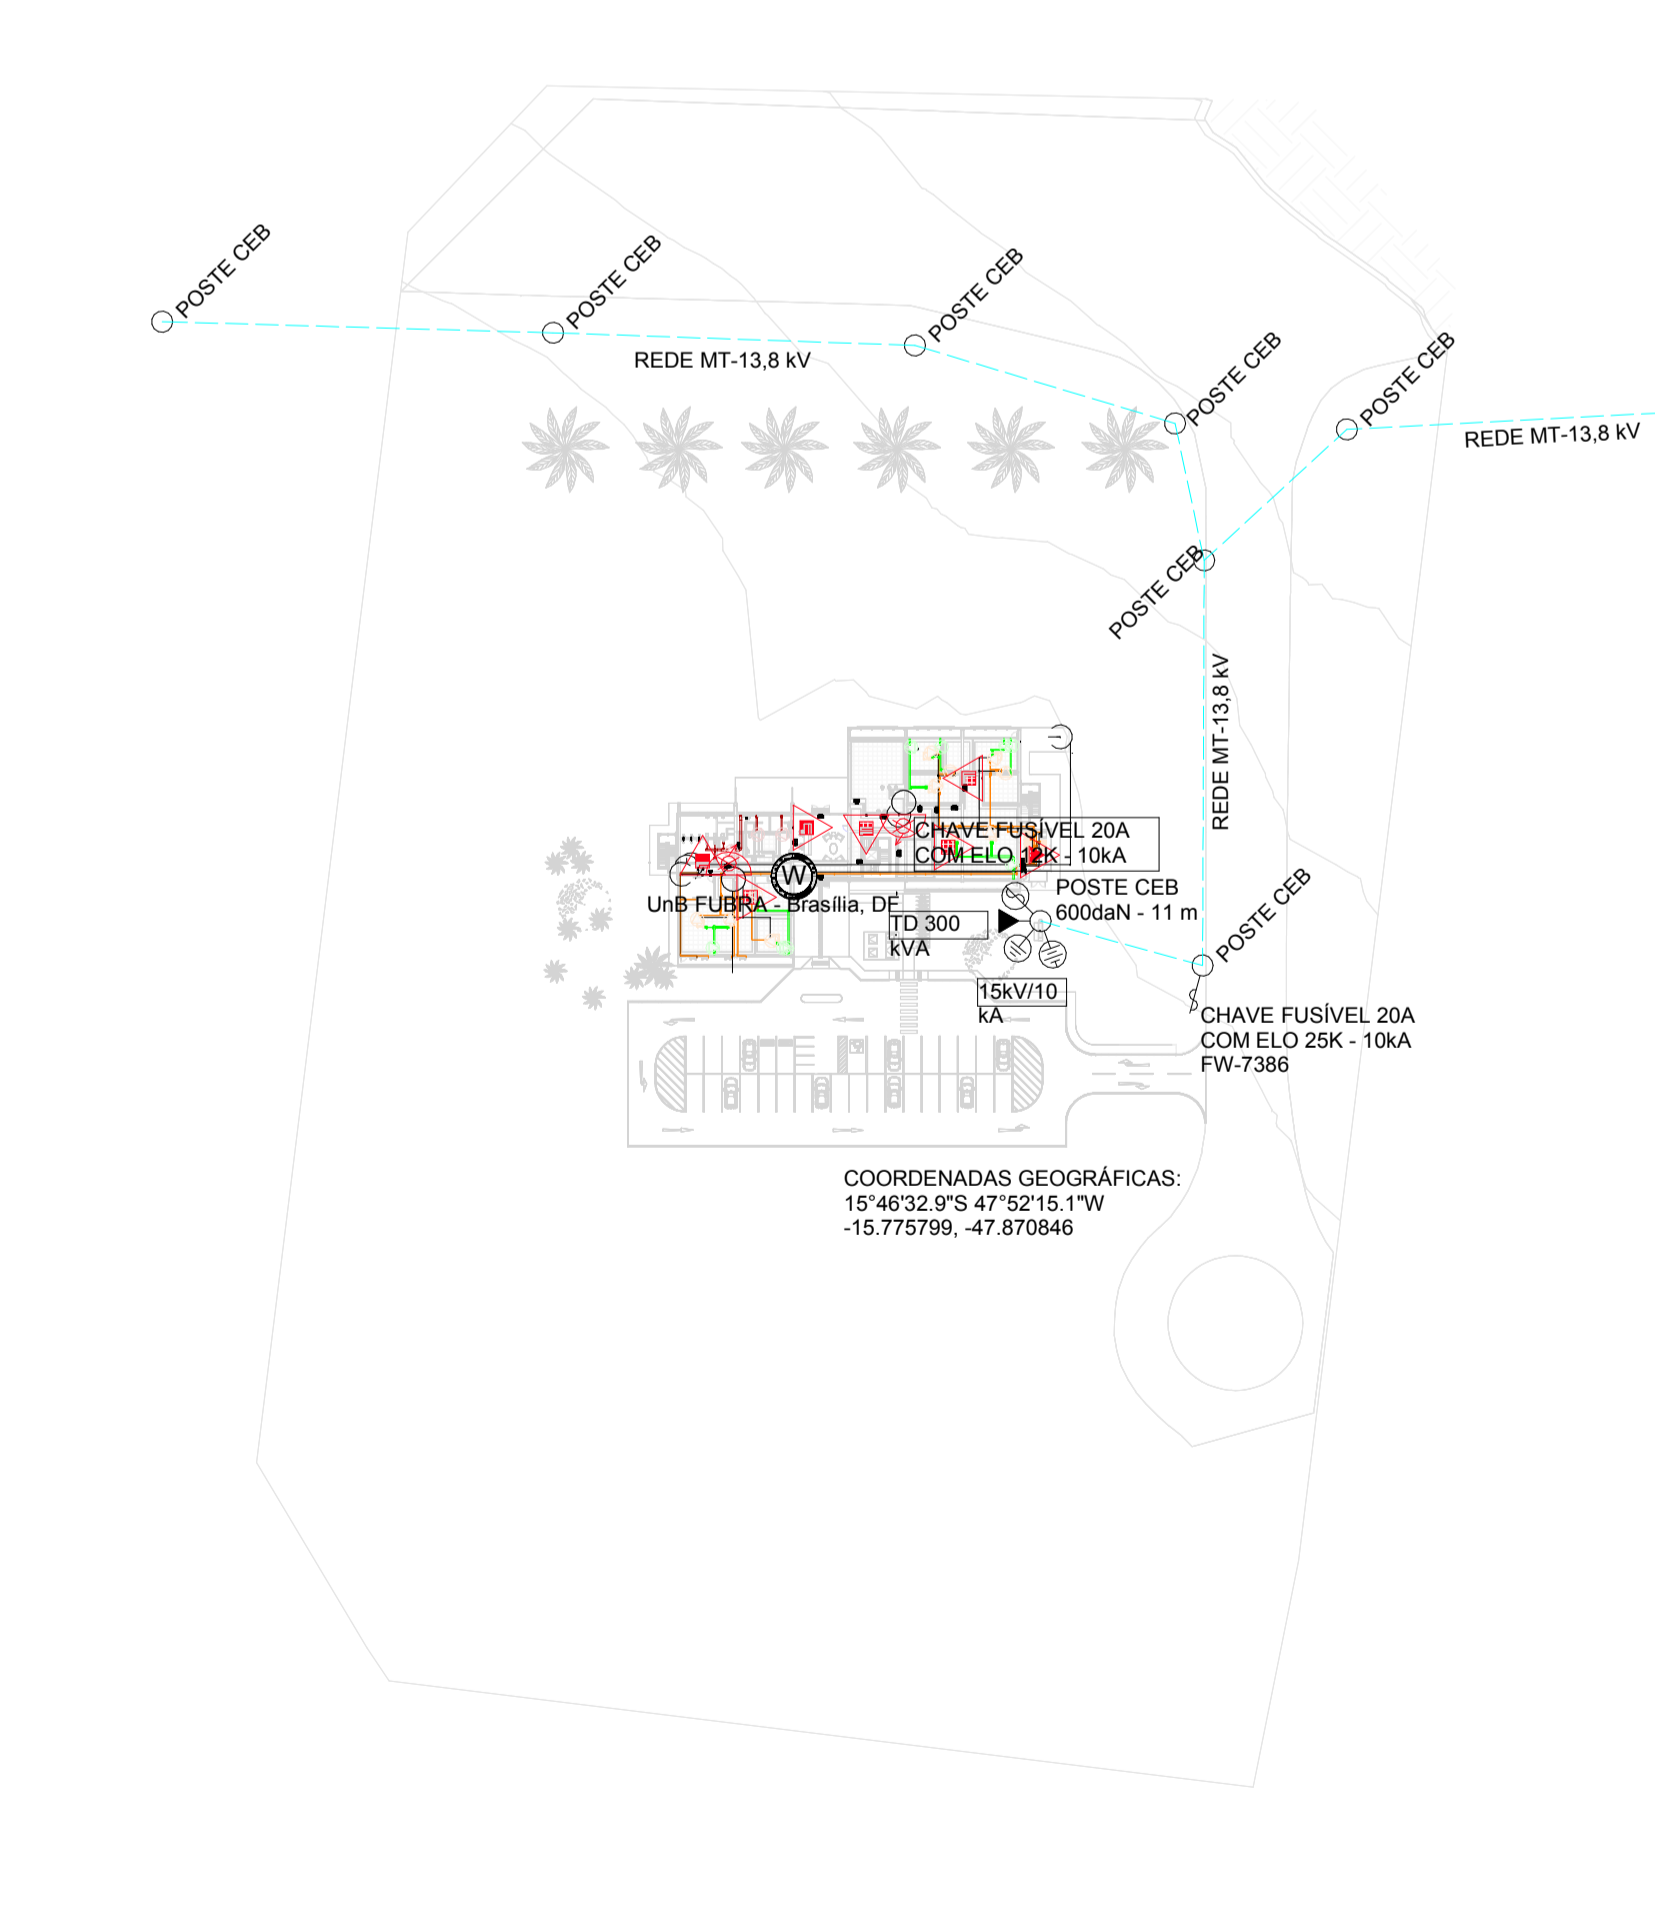 POSTE CEB
POSTE CEB
POSTE CEB
POSTE CEB
POSTE CEB
REDE MT-13,8 kV
REDE MT-13,8 kV
POSTE CEB
REDE MT-13,8 kV
CHAVE FUSÍVEL 20A
COM ELO 12K - 10kA
W
UnB FUBRA - Brasília, DF
POSTE CEB
600daN - 11 m
TD 300
kVA
POSTE CEB
15kV/10
kA
CHAVE FUSÍVEL 20A
COM ELO 25K - 10kA
FW-7386
COORDENADAS GEOGRÁFICAS:
15°46'32.9"S 47°52'15.1"W
-15.775799, -47.870846